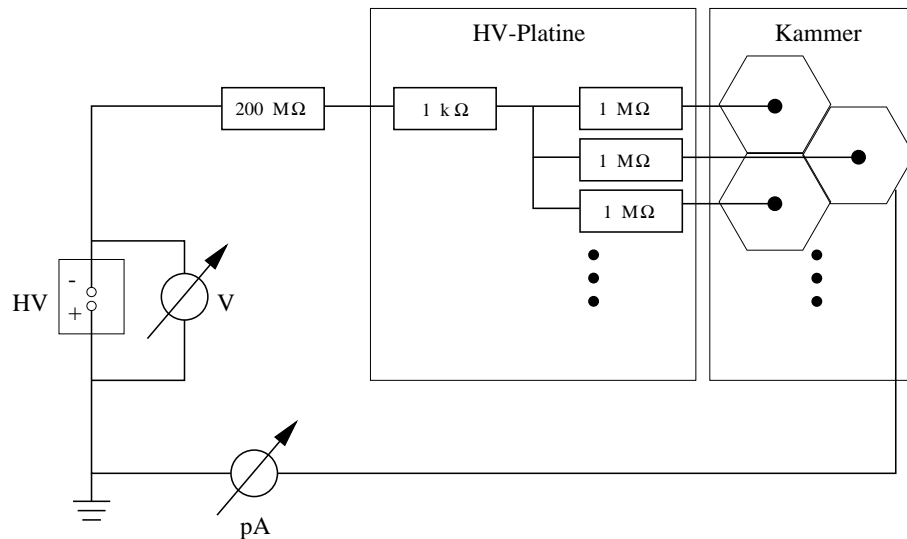 HV-Platine
Kammer
200 MΩ
1 kΩ
1 MΩ
1 MΩ
1 MΩ
HV
-
+
V
pA